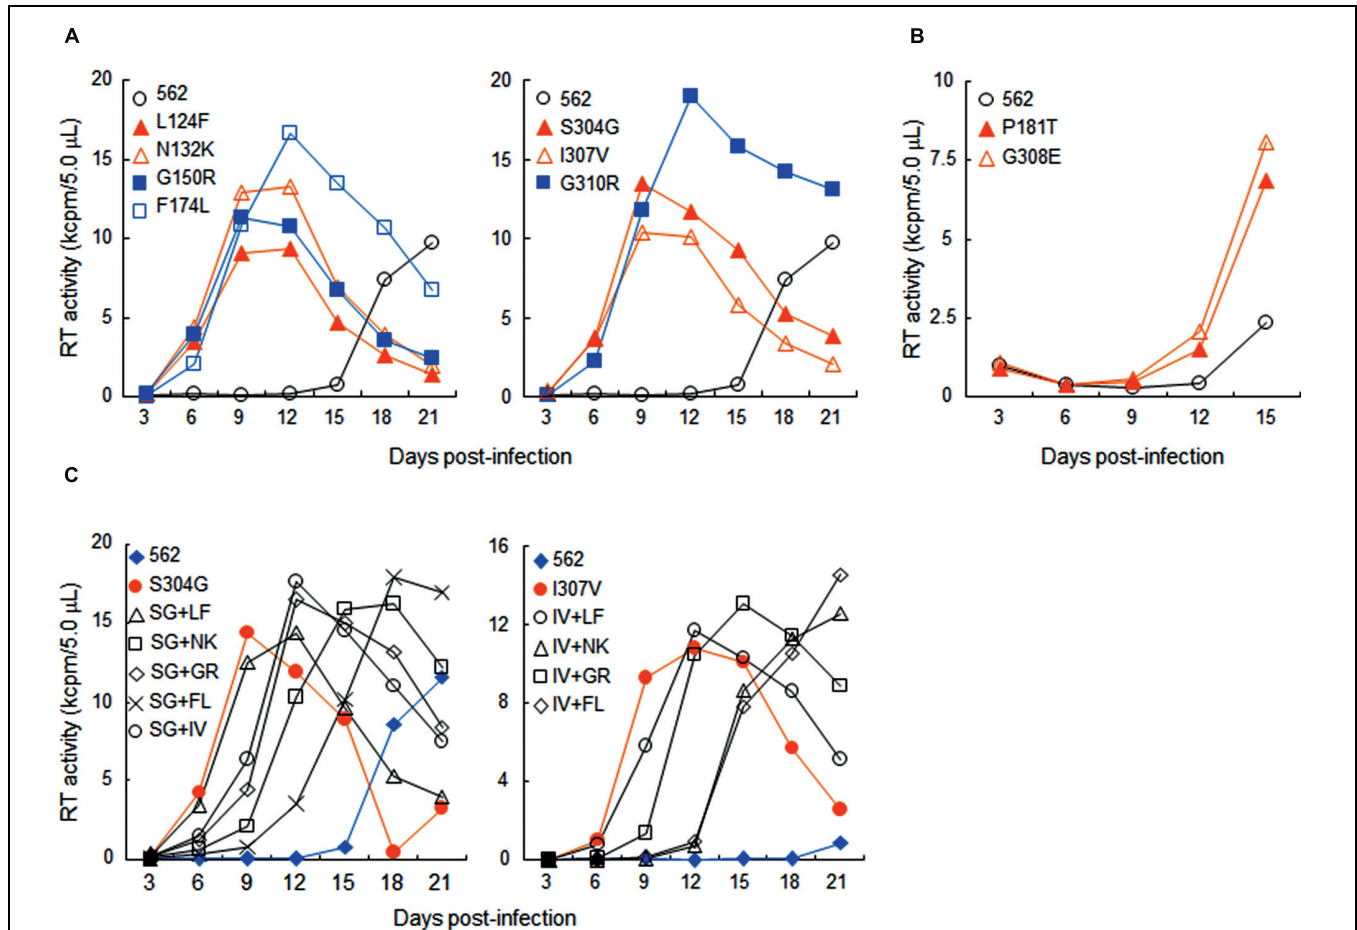 A
RT activity (kcpm/5.0 µL)
20
15
10
5
0
562
L124F
N132K
G150R
F174L
3 6 9 12 15 18 21
20
15
10
5
0
562
S304G
I307V
G310R
3 6 9 12 15 18 21
Days post-infection
B
RT activity (kcpm/5.0 µL)
10
7.5
5
2.5
0
562
P181T
G308E
3 6 9 12 15
Days post-infection
C
RT activity (kcpm/5.0 µL)
20
15
10
5
0
562
S304G
SG+LF
SG+NK
SG+GR
SG+FL
SG+IV
3 6 9 12 15 18 21
16
12
8
4
0
562
I307V
IV+LF
IV+NK
IV+GR
IV+FL
3 6 9 12 15 18 21
Days post-infection